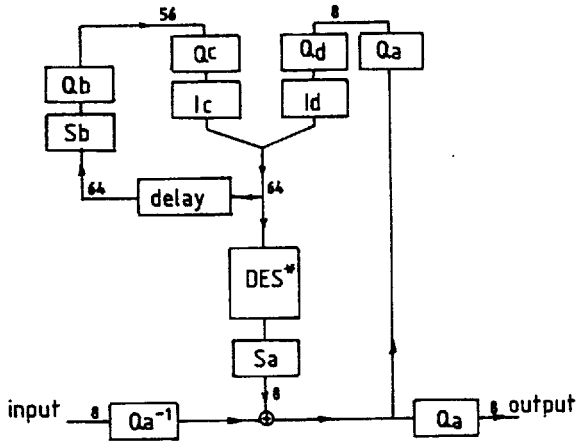 56
8
Qc
Qd
Qa
Qb
Ic
Id
Sb
64
delay
64
DES*
Sa
8
input
8
Qa⁻¹
⊕
Qa
8
output